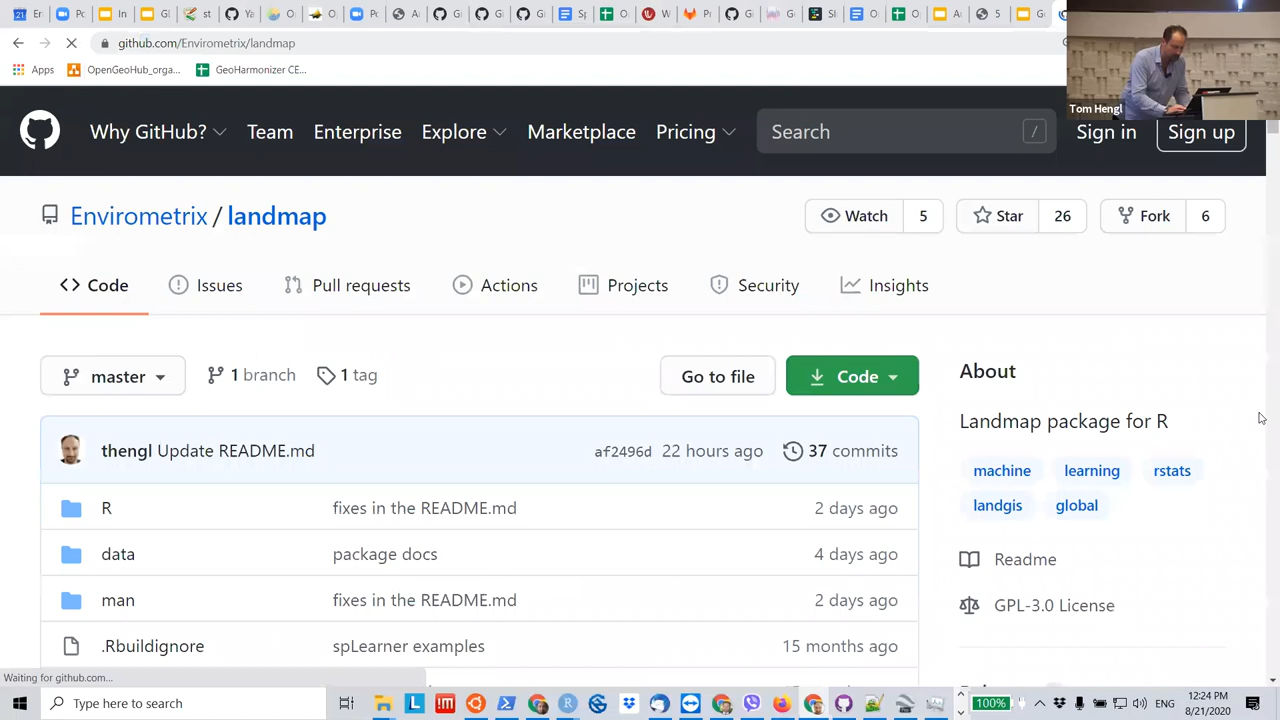 github.com/Envirometrix/landmap
Apps
OpenGeoHub_orga...
GeoHarmonizer CE...
Tom Hengl
Why GitHub?
Team
Enterprise
Explore
Marketplace
Pricing
Search
/
Sign in
Sign up
Envirometrix / landmap
Watch 5
Star 26
Fork 6
<> Code
Issues
Pull requests
Actions
Projects
Security
Insights
master
1 branch
1 tag
Go to file
Code
About
Landmap package for R
machine learning rstats
landgis global
Readme
GPL-3.0 License
thengl Update README.md af2496d 22 hours ago 37 commits
R fixes in the README.md 2 days ago
data package docs 4 days ago
man fixes in the README.md 2 days ago
.Rbuildignore spLearner examples 15 months ago
Waiting for github.com...
Type here to search
100%
ENG
12:24 PM
8/21/2020